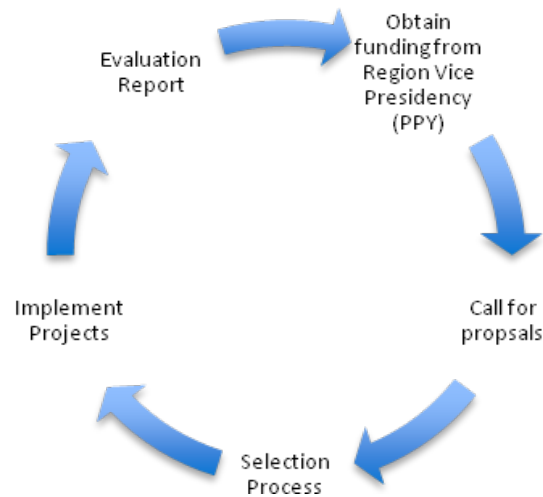 Obtain
funding from
Region Vice
Presidency
(PPY)
Call for
propsals
Selection
Process
Implement
Projects
Evaluation
Report